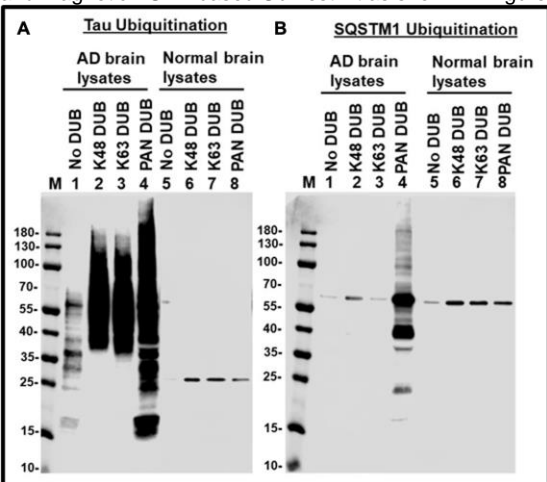 Figure
A Tau Ubiquitination
AD brain lysates
Normal brain lysates
No DUB
K48 DUB
K63 DUB
PAN DUB
No DUB
K48 DUB
K63 DUB
PAN DUB
M 1 2 3 4 5 6 7 8
180-
130-
100-
70-
55-
40-
35-
25-
15-
10-
B SQSTM1 Ubiquitination
AD brain lysates
Normal brain lysates
No DUB
K48 DUB
K63 DUB
PAN DUB
No DUB
K48 DUB
K63 DUB
PAN DUB
M 1 2 3 4 5 6 7 8
180-
130-
100-
70-
55-
40-
35-
25-
15-
10-